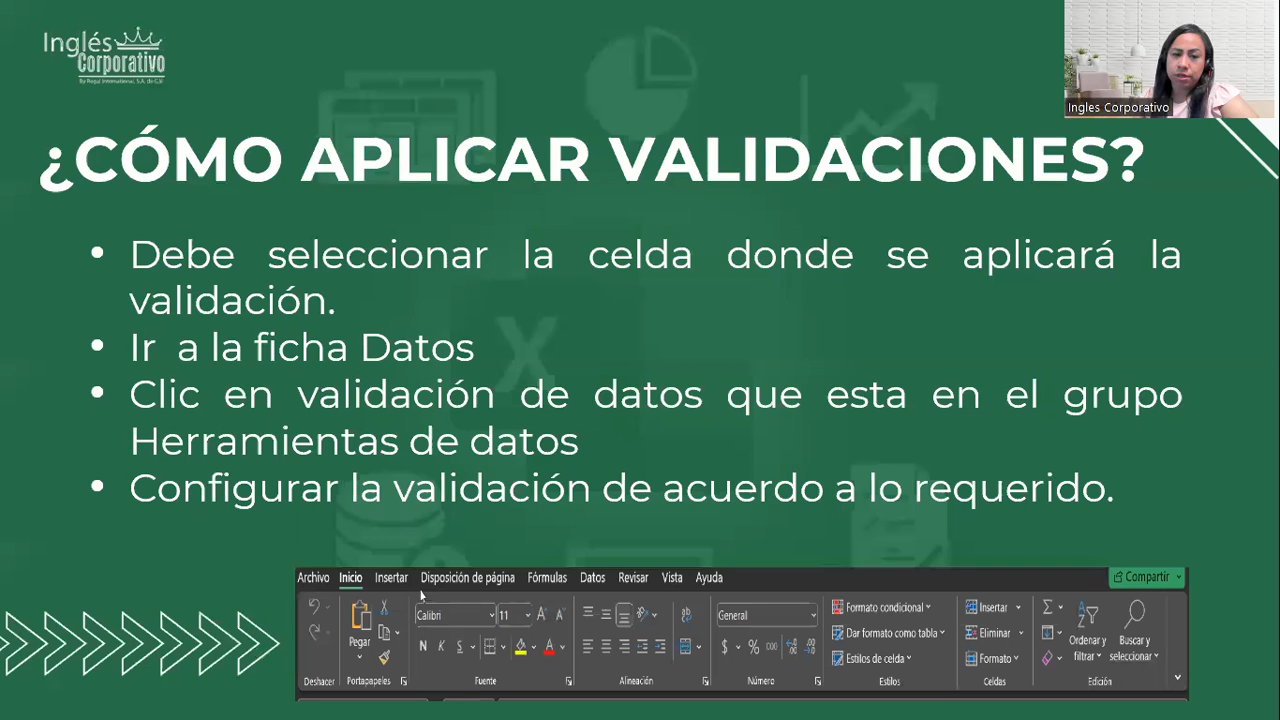 Inglés
Corporativo
By Regal International, S.A. de C.V.
Ingles Corporativo
¿CÓMO APLICAR VALIDACIONES?
• Debe seleccionar la celda donde se aplicará la
validación.
• Ir a la ficha Datos
• Clic en validación de datos que esta en el grupo
Herramientas de datos
• Configurar la validación de acuerdo a lo requerido.
Archivo Inicio Insertar Disposición de página Fórmulas Datos Revisar Vista Ayuda Compartir
Calibri 11 General Formato condicional Insertar
Pegar Dar formato como tabla Eliminar Ordenar y Buscar y
N K S $ % 000 Estilos de celda Formato filtrar seleccionar
Deshacer Portapapeles Fuente Alineación Número Estilos Celdas Edición